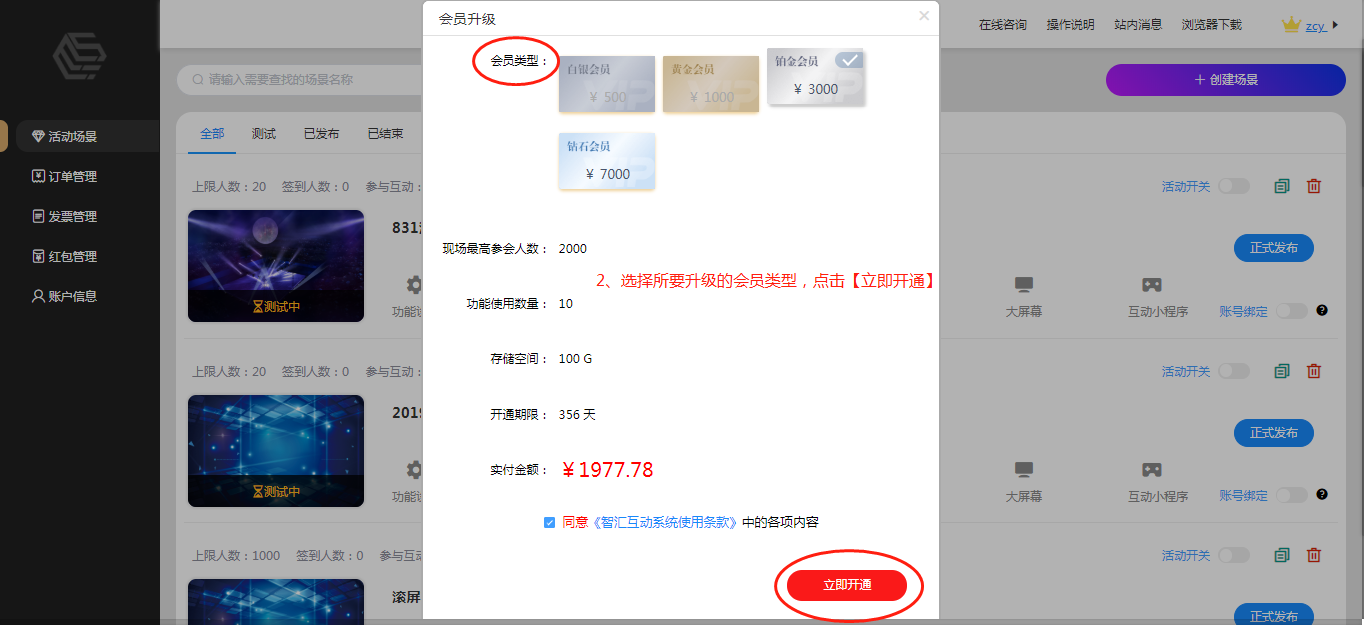 会员升级
×
在线咨询 操作说明 站内消息 浏览器下载 zcy
会员类型：
白银会员
￥ 500
黄金会员
￥ 1000
铂金会员
￥ 3000
钻石会员
￥ 7000
现场最高参会人数： 2000
2、选择所要升级的会员类型，点击【立即开通】
功能使用数量： 10
存储空间： 100 G
开通期限： 356 天
实付金额： ￥1977.78
同意《智汇互动系统使用条款》中的各项内容
立即开通
活动场景
订单管理
发票管理
红包管理
账户信息
请输入需要查找的场景名称
+ 创建场景
全部 测试 已发布 已结束
上限人数：20 签到人数：0 参与互动： 活动开关
831
正式发布
测试中
大屏幕 互动小程序 账号绑定 ?
上限人数：20 签到人数：0 参与互动： 活动开关
2019
正式发布
测试中
大屏幕 互动小程序 账号绑定 ?
上限人数：1000 签到人数：0 活动开关
滚屏
正式发布